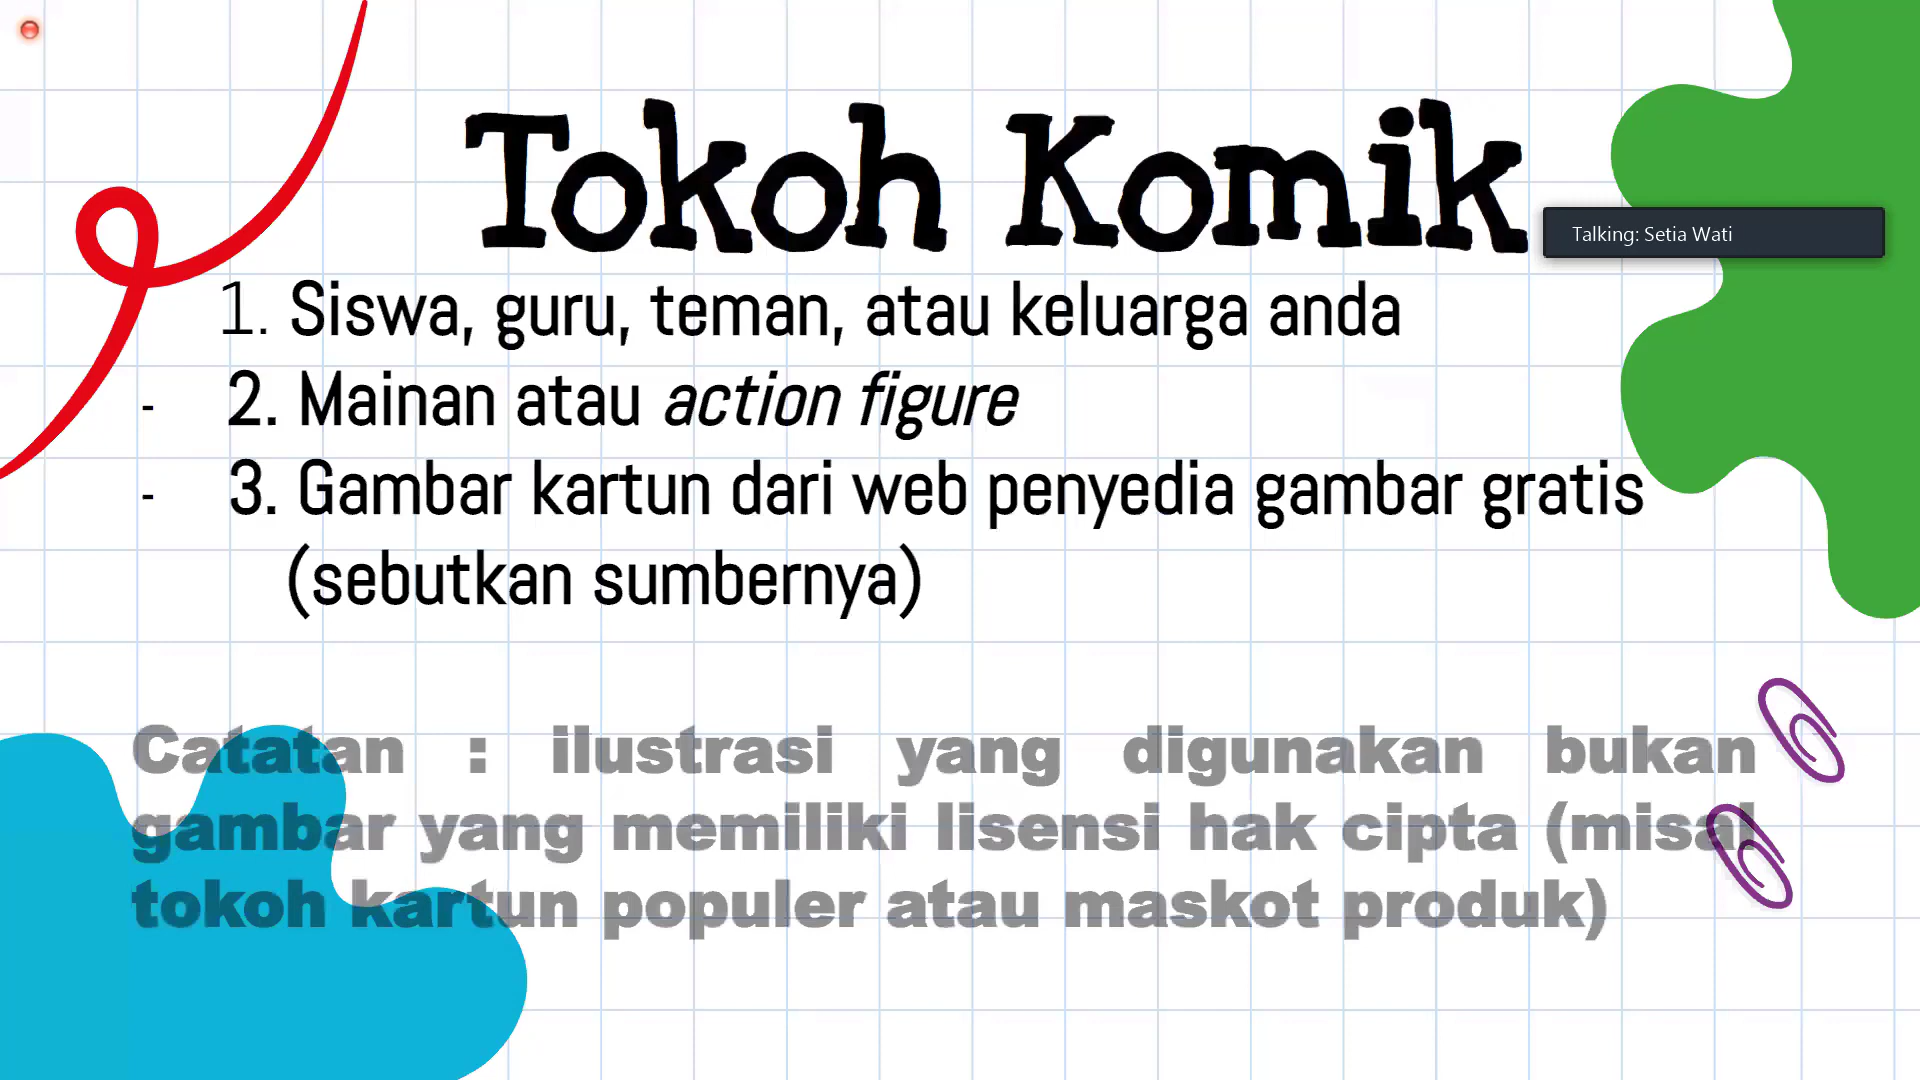 Tokoh Komik
Talking: Setia Wati
1. Siswa, guru, teman, atau keluarga anda
- 2. Mainan atau action figure
- 3. Gambar kartun dari web penyedia gambar gratis
(sebutkan sumbernya)
Catatan : ilustrasi yang digunakan bukan
gambar yang memiliki lisensi hak cipta (misal
tokoh kartun populer atau maskot produk)